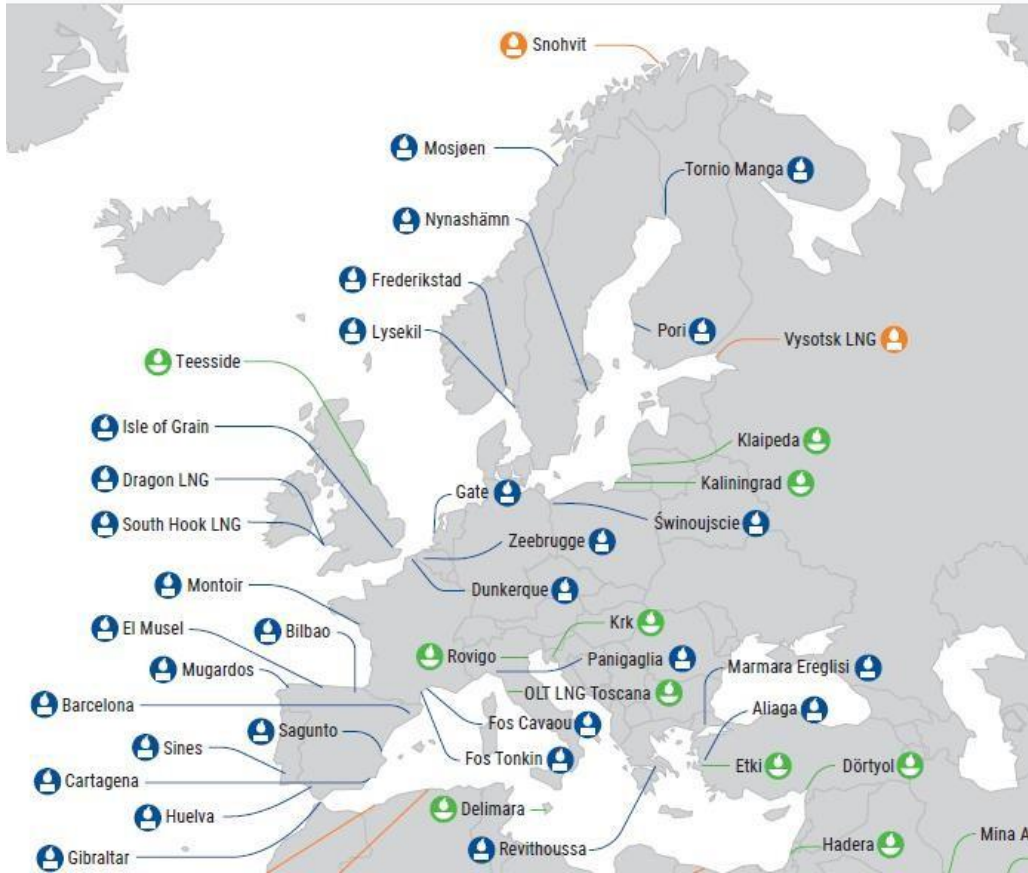 Snohvit
Mosjøen
Tornio Manga
Nynashämn
Frederikstad
Lysekil
Pori
Vysotsk LNG
Teesside
Isle of Grain
Klaipeda
Dragon LNG
Kaliningrad
Gate
South Hook LNG
Świnoujscie
Zeebrugge
Montoir
Dunkerque
El Musel
Bilbao
Krk
Mugardos
Rovigo
Panigaglia
Marmara Ereglisi
Barcelona
OLT LNG Toscana
Aliaga
Sagunto
Fos Cavaou
Sines
Fos Tonkin
Etki
Dörtyol
Cartagena
Huelva
Delimara
Gibraltar
Revithoussa
Hadera
Mina A